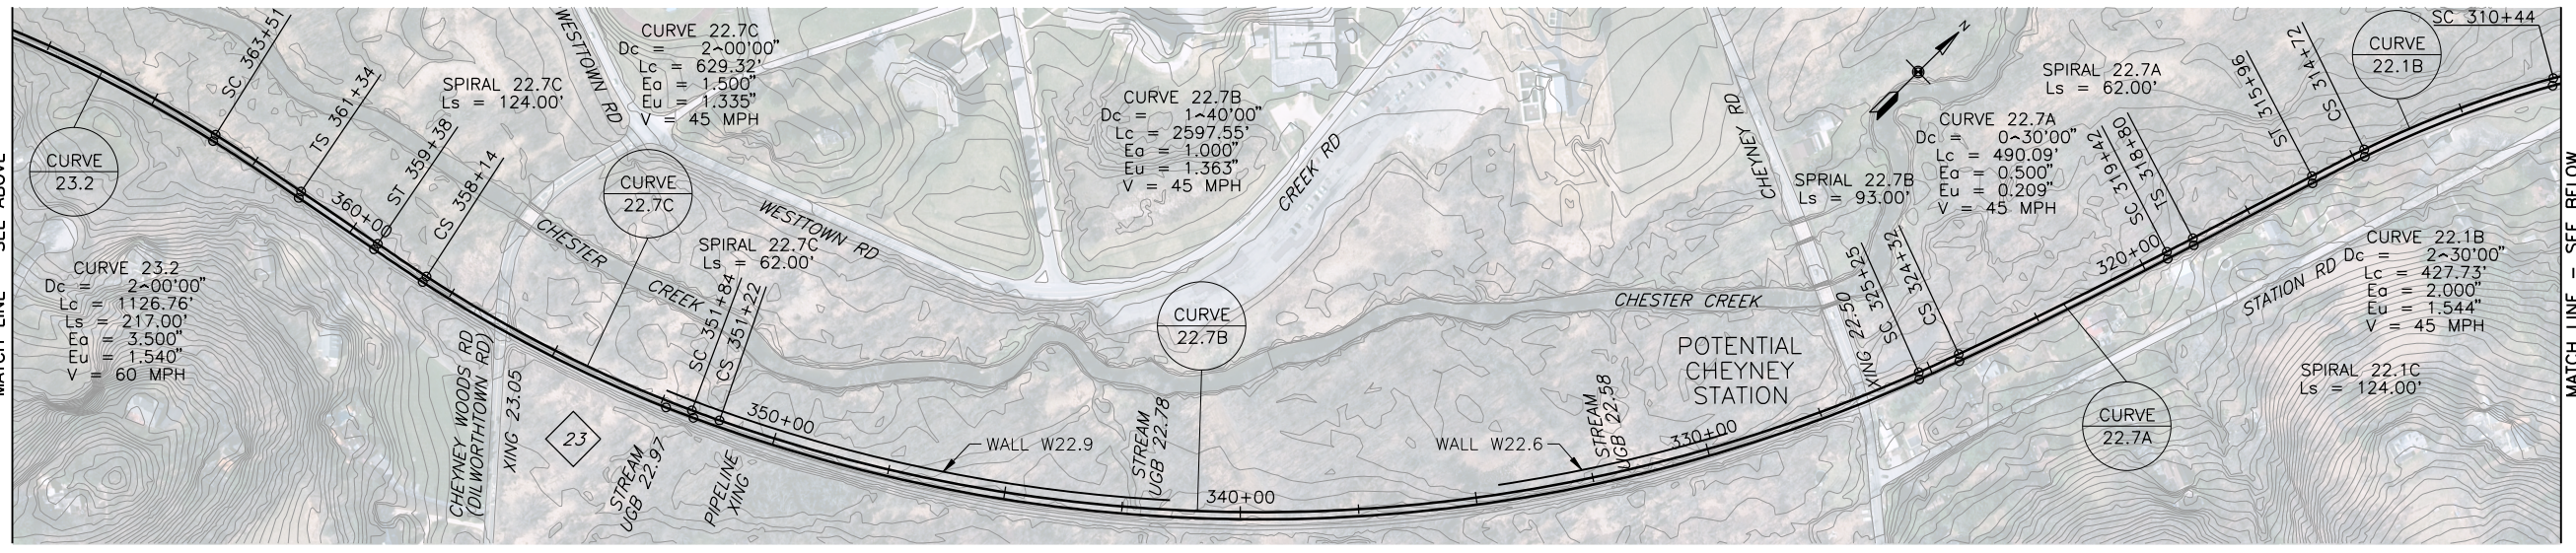 MATCH LINE - SEE ABOVE
SC 363+51
TS 361+34
360+00
ST 359+38
CS 358+14
CURVE
23.2
CURVE 23.2
Dc = 2^00'00"
Lc = 1126.76'
Ls = 217.00'
Ea = 3.500"
Eu = 1.540"
V = 60 MPH
SPIRAL 22.7C
Ls = 124.00'
WESTTOWN RD
CURVE 22.7C
Dc = 2^00'00"
Lc = 629.32'
Ea = 1.500"
Eu = 1.335"
V = 45 MPH
CURVE
22.7C
CHESTER
CREEK
WESTTOWN RD
SPIRAL 22.7C
Ls = 62.00'
SC 351+84
CS 351+22
CHEYNEY WOODS RD
(DILWORTHTOWN RD)
XING 23.05
23
STREAM
UGB 22.97
PIPELINE
XING
350+00
WALL W22.9
CURVE 22.7B
Dc = 1^40'00"
Lc = 2597.55'
Ea = 1.000"
Eu = 1.363"
V = 45 MPH
CREEK RD
CURVE
22.7B
STREAM
UGB 22.78
340+00
WALL W22.6
STREAM
UGB 22.58
330+00
CHESTER CREEK
POTENTIAL
CHEYNEY
STATION
CHEYNEY RD
SPRIAL 22.7B
Ls = 93.00'
XING 22.50
SC 325+25
CS 324+32
N
CURVE 22.7A
Dc = 0^30'00"
Lc = 490.09'
Ea = 0.500"
Eu = 0.209"
V = 45 MPH
SPIRAL 22.7A
Ls = 62.00'
SC 319+42
TS 318+80
320+00
CURVE
22.7A
STATION RD
ST 315+96
CS 314+72
CURVE
22.1B
SC 310+44
CURVE 22.1B
Dc = 2^30'00"
Lc = 427.73'
Ea = 2.000"
Eu = 1.544"
V = 45 MPH
SPIRAL 22.1C
Ls = 124.00'
MATCH LINE - SEE BELOW